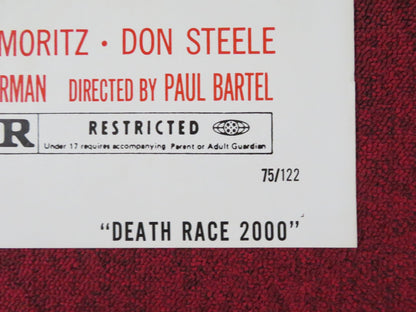 MORITZ • DON STEELE
RMAN DIRECTED BY PAUL BARTEL
R RESTRICTED
Under 17 requires accompanying Parent or Adult Guardian
75/122
"DEATH RACE 2000"